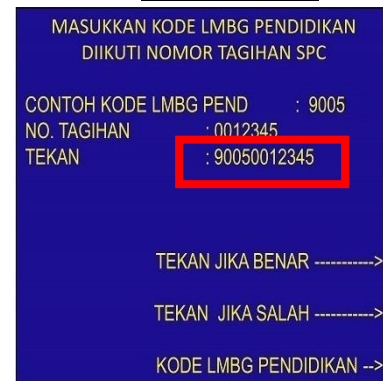 MASUKKAN KODE LMBG PENDIDIKAN
DIIKUTI NOMOR TAGIHAN SPC
CONTOH KODE LMBG PEND : 9005
NO. TAGIHAN : 0012345
TEKAN : 90050012345
TEKAN JIKA BENAR ----------->
TEKAN JIKA SALAH ----------->
KODE LMBG PENDIDIKAN -->